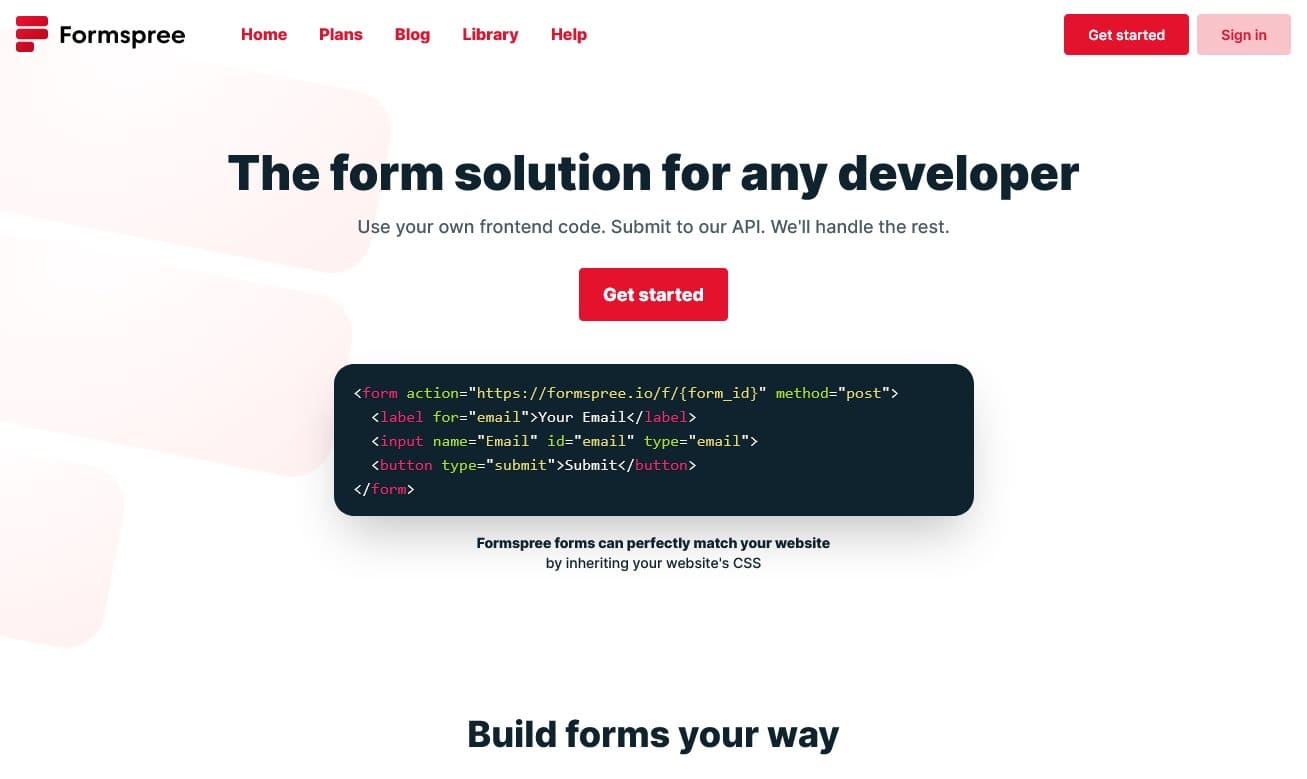 Formspree
Home Plans Blog Library Help
Get started Sign in
The form solution for any developer
Use your own frontend code. Submit to our API. We'll handle the rest.
Get started
<form action="https://formspree.io/f/{form_id}" method="post">
  <label for="email">Your Email</label>
  <input name="Email" id="email" type="email">
  <button type="submit">Submit</button>
</form>
Formspree forms can perfectly match your website
by inheriting your website's CSS
Build forms your way